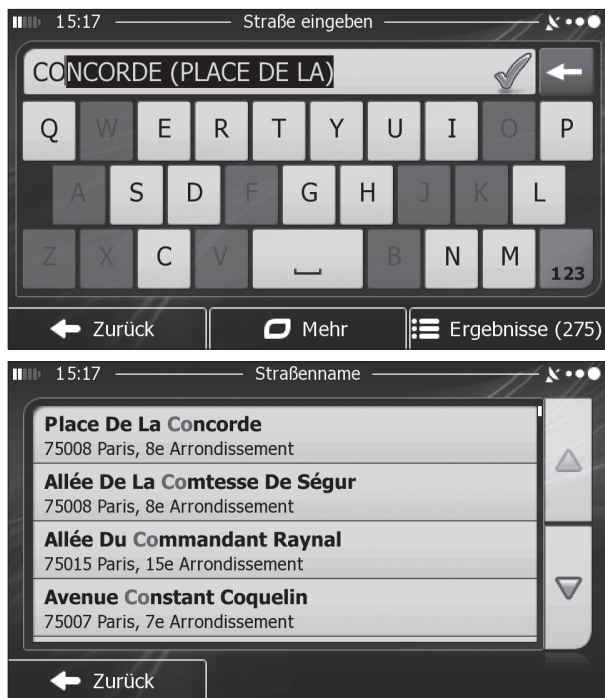 15:17 Straße eingeben
CONCORDE (PLACE DE LA)
Q W E R T Y U I O P
A S D F G H J K L
Z X C V B N M 123
Zurück Mehr Ergebnisse (275)
15:17 Straßenname
Place De La Concorde
75008 Paris, 8e Arrondissement
Allée De La Comtesse De Ségur
75008 Paris, 8e Arrondissement
Allée Du Commandant Raynal
75015 Paris, 15e Arrondissement
Avenue Constant Coquelin
75007 Paris, 7e Arrondissement
Zurück